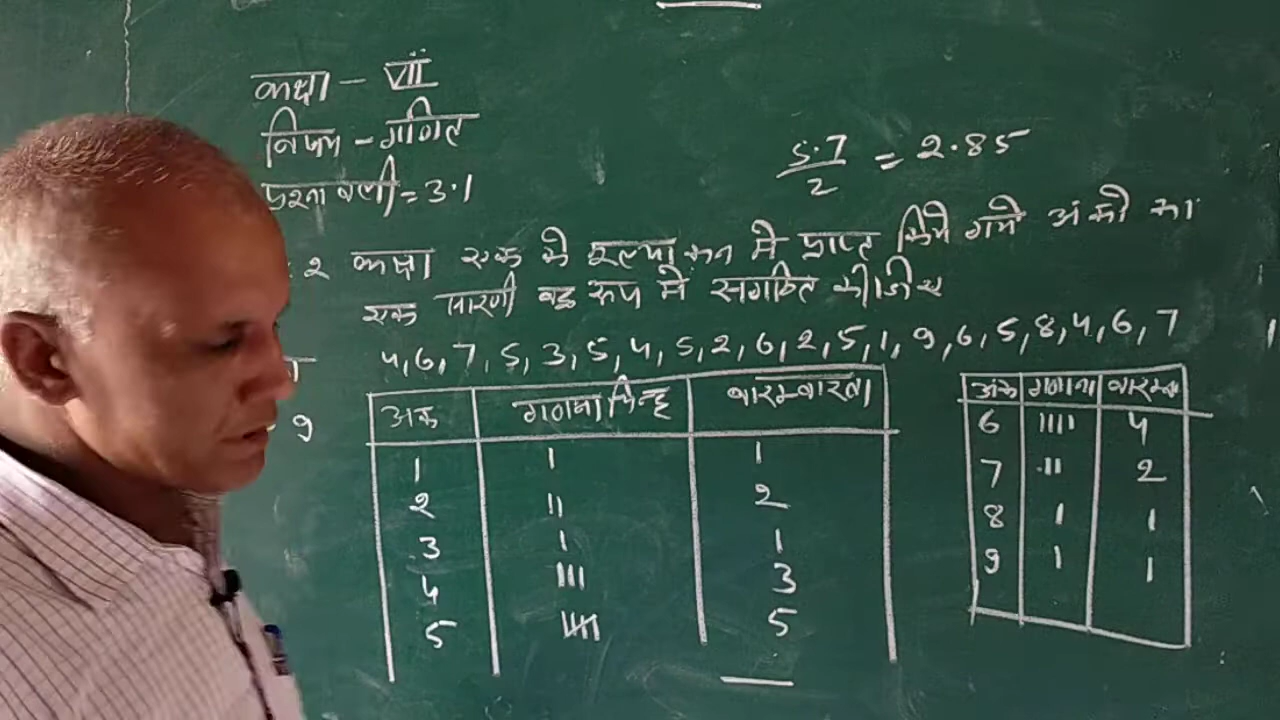 कक्षा - VII
विषय - गणित
प्रश्नावली = 3.1
5.7/2 = 2.85
2 कक्षा एक के मूल्यांकन में प्राप्त किये गये अंकों का
एक सारणी बद्ध रूप में संगठित कीजिए
4, 6, 7, 5, 3, 5, 4, 5, 2, 6, 2, 5, 1, 9, 6, 5, 8, 4, 6, 7
9
अंक गणना चिन्ह बारम्बारता
1 | 1
2 || 2
3 | 1
4 ||| 3
5 |||| 5
अंक गणना बारम्बा
6 |||| 4
7 || 2
8 | 1
9 | 1